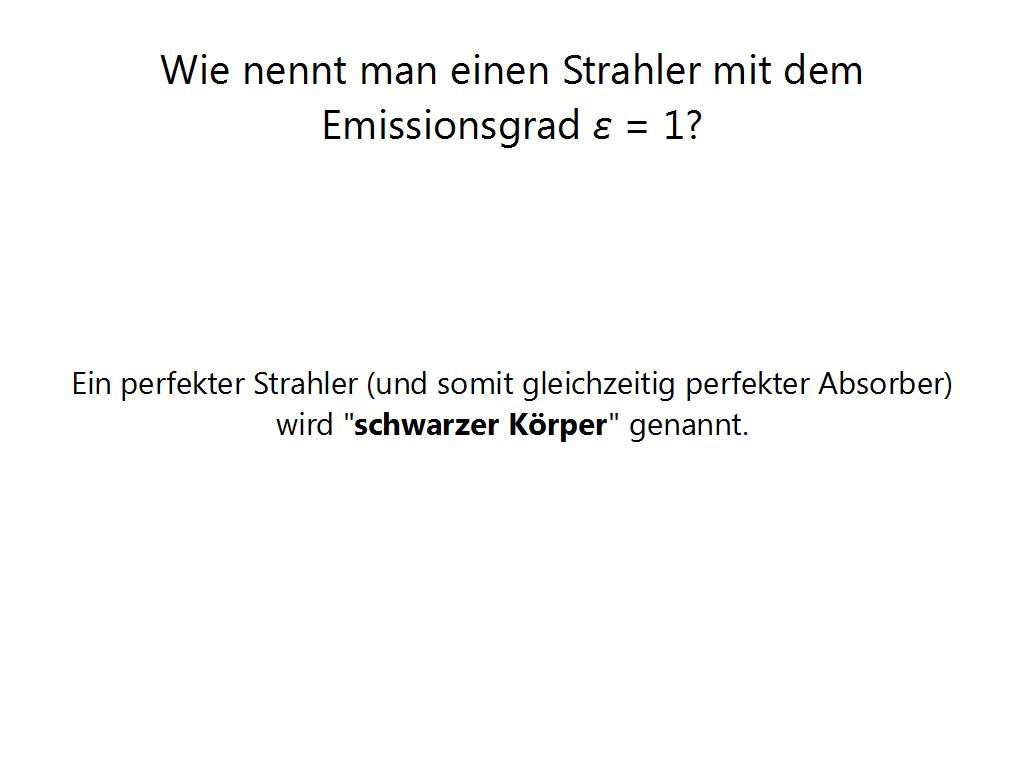 Wie nennt man einen Strahler mit dem
Emissionsgrad ε = 1?
Ein perfekter Strahler (und somit gleichzeitig perfekter Absorber)
wird "schwarzer Körper" genannt.